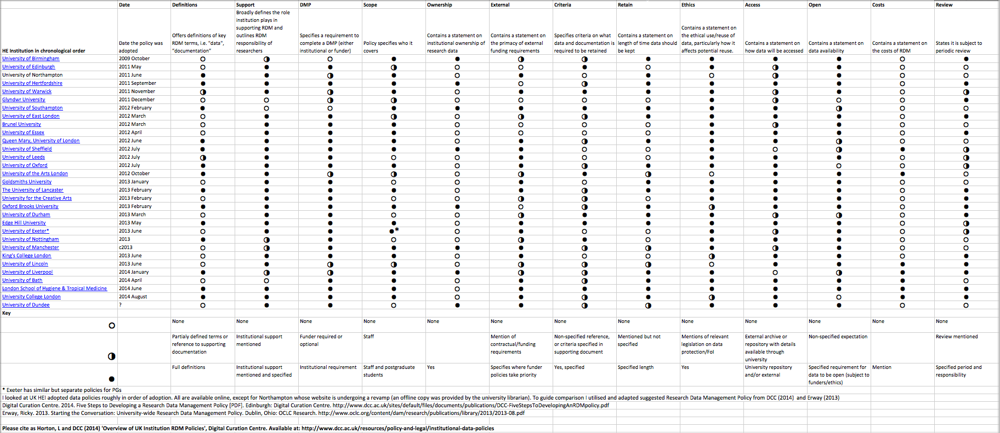 Date Definitions Support DMP Scope Ownership External Criteria Retain Ethics Access Open Costs Review
HE Institution in chronological order
Date the policy was adopted
Offers definitions of key RDM terms, i.e. "data", "documentation"
Broadly defines the role institution plays in supporting RDM and outlines RDM responsibility of researchers
Specifies a requirement to complete a DMP (either institutional or funder)
Policy specifies who it covers
Contains a statement on institutional ownership of research data
Contains a statement on the primacy of external funding requirements
Specifies criteria on what data and documentation is required to be retained
Contains a statement on length of time data should be kept
Contains a statement on the ethical use/reuse of data, particularly how it affects potential reuse.
Contains a statement on how data will be accessed
Contains a statement on data availability
Contains a statement on the costs of RDM
States it is subject to periodic review
University of Birmingham 2009 October
University of Edinburgh 2011 May
University of Northampton 2011 June
University of Hertfordshire 2011 September
University of Warwick 2011 November
Glyndwr University 2011 December
University of Southampton 2012 February
University of East London 2012 March
Brunel University 2012 March
University of Essex 2012 April
Queen Mary, University of London 2012 June
University of Sheffield 2012 July
University of Leeds 2012 July
University of Oxford 2012 July
University of the Arts London 2012 October
Goldsmiths University 2013 January
The University of Lancaster 2013 February
University for the Creative Arts 2013 February
Oxford Brooks University 2013 February
University of Durham 2013 March
Edge Hill University 2013 May
University of Exeter* 2013 June *
University of Nottingham 2013
University of Manchester c2013
King's College London 2013 June
University of Lincoln 2013 June
University of Liverpool 2014 January
University of Bath 2014 April
London School of Hygiene & Tropical Medicine 2014 June
University College London 2014 August
University of Dundee ?
Key
None None None None None None None None None None None None None
Partialy defined terms or reference to supporting documentation
Institutional support mentioned
Funder required or optional
Staff
Mention of contractual/funding requirements
Non-specified reference, or criteria specified in supporting document
Mentioned but not specified
Mentions of relevant legislation on data protection/FoI
External archive or repository with details available through university
Non-specified expectation
Review mentioned
Full definitions
Institutional support mentioned and specified
Institutional requirement
Staff and postgraduate students
Yes
Specifies where funder policies take priority
Yes, specified
Specified length
Yes
University repository and/or external
Specified requirement for data to be open (subject to funders/ethics)
Mention
Specified period and responsibility
* Exeter has similar but separate policies for PGs
I looked at UK HEI adopted data policies roughly in order of adoption. All are available online, except for Northampton whose website is undergoing a revamp (an offline copy was provided by the university librarian). To guide comparison I utilised and adapted suggested Research Data Management Policy from DCC (2014) and Erway (2013)
Digital Curation Centre. 2014. Five Steps to Developing a Research Data Management Policy [PDF]. Edinburgh: Digital Curation Centre. http://www.dcc.ac.uk/sites/default/files/documents/publications/DCC-FiveStepsToDevelopingAnRDMpolicy.pdf
Erway, Ricky. 2013. Starting the Conversation: University-wide Research Data Management Policy. Dublin, Ohio: OCLC Research. http://www.oclc.org/content/dam/research/publications/library/2013/2013-08.pdf
Please cite as Horton, L and DCC (2014) 'Overview of UK Institution RDM Policies', Digital Curation Centre. Available at: http://www.dcc.ac.uk/resources/policy-and-legal/institutional-data-policies